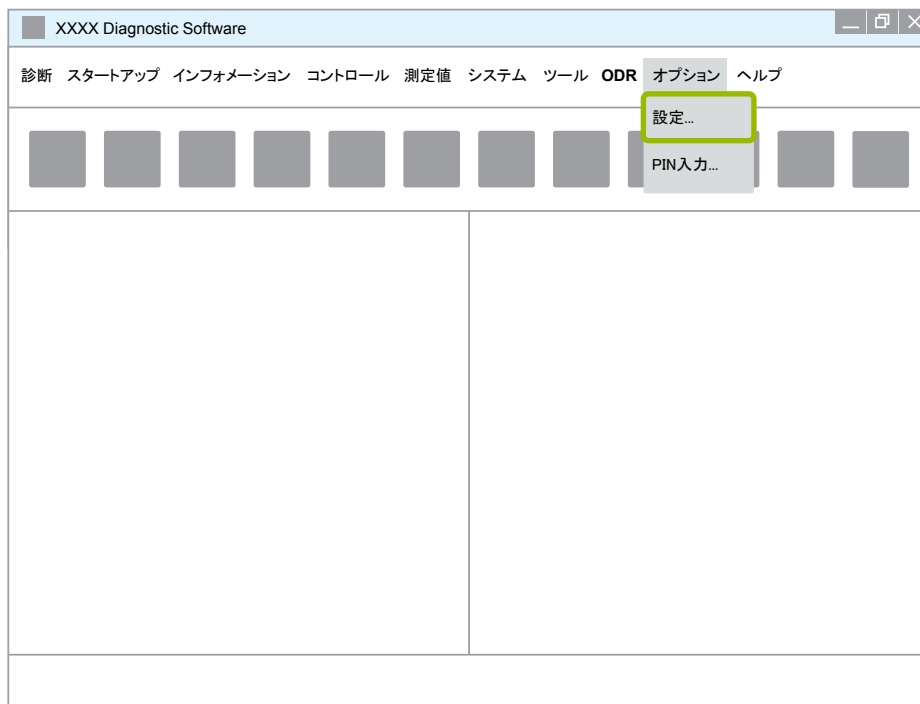 XXXX Diagnostic Software
診断 スタートアップ インフォメーション コントロール 測定値 システム ツール ODR オプション ヘルプ
設定...
PIN入力...